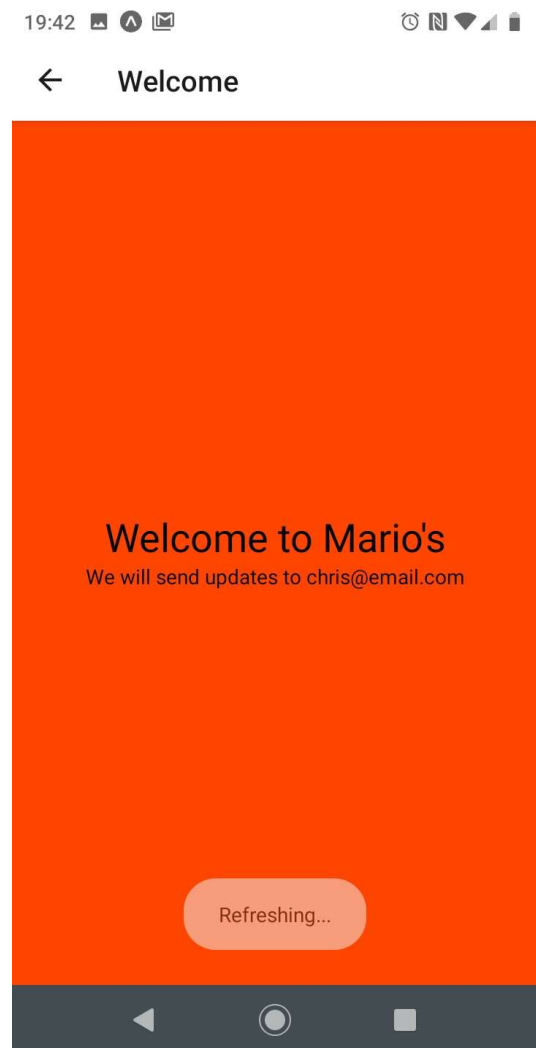 19:42
Welcome
Welcome to Mario's
We will send updates to chris@email.com
Refreshing...